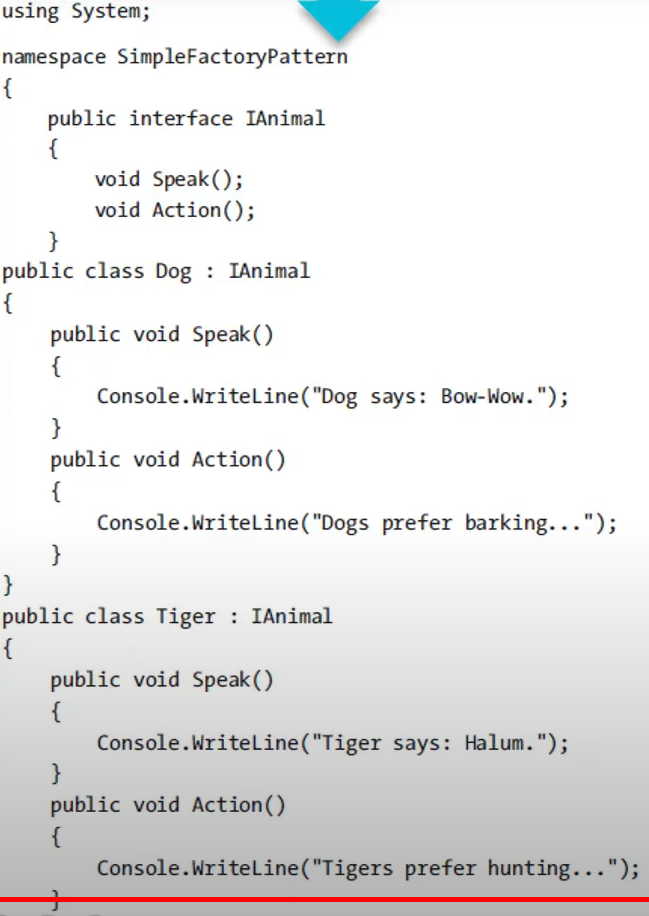 using System;
namespace SimpleFactoryPattern
{
    public interface IAnimal
    {
        void Speak();
        void Action();
    }
public class Dog : IAnimal
{
    public void Speak()
    {
        Console.WriteLine("Dog says: Bow-Wow.");
    }
    public void Action()
    {
        Console.WriteLine("Dogs prefer barking...");
    }
}
public class Tiger : IAnimal
{
    public void Speak()
    {
        Console.WriteLine("Tiger says: Halum.");
    }
    public void Action()
    {
        Console.WriteLine("Tigers prefer hunting...");
    }